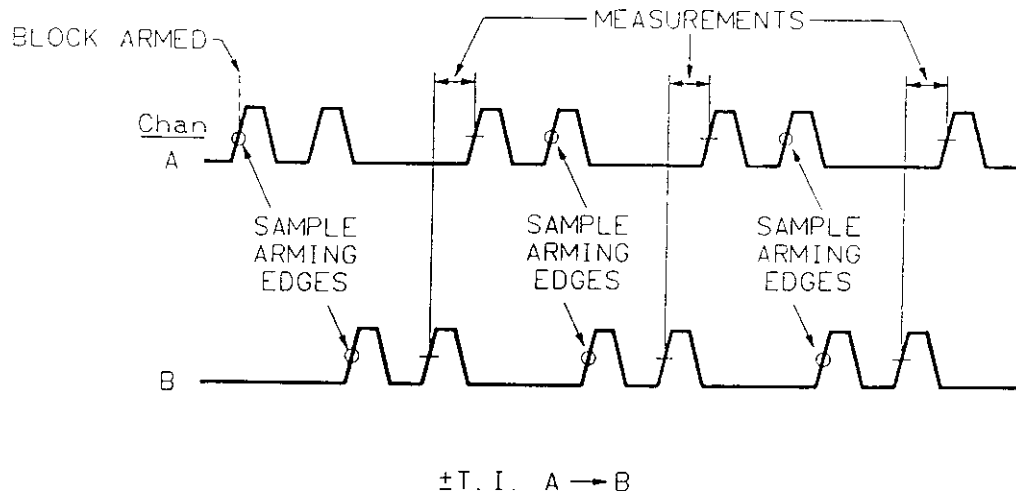 MEASUREMENTS
BLOCK ARMED
Chan
A
SAMPLE
ARMING
EDGES
SAMPLE
ARMING
EDGES
SAMPLE
ARMING
EDGES
B
±T.I. A → B